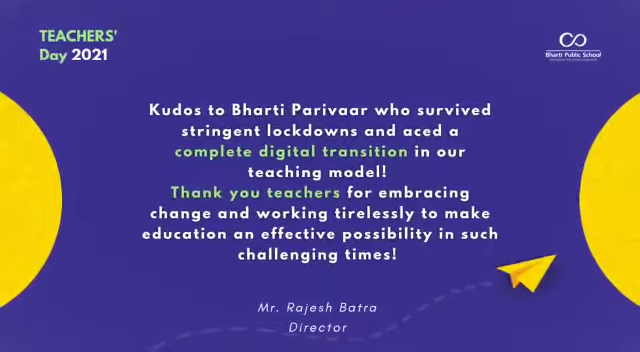 TEACHERS'
Day 2021
Bharti Public School
Kudos to Bharti Parivaar who survived
stringent lockdowns and aced a
complete digital transition in our
teaching model!
Thank you teachers for embracing
change and working tirelessly to make
education an effective possibility in such
challenging times!
Mr. Rajesh Batra
Director